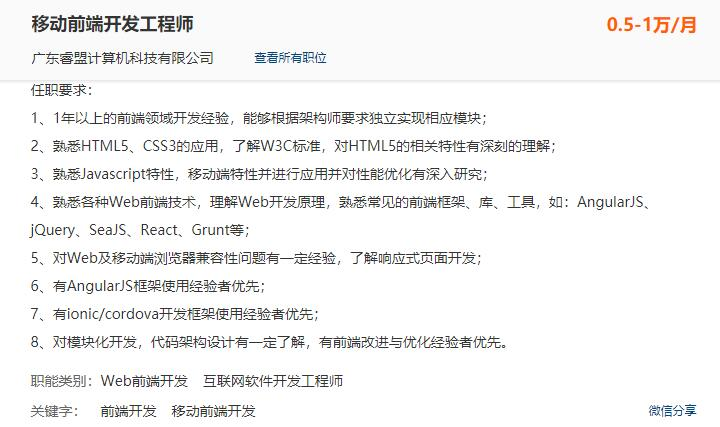 移动前端开发工程师
0.5-1万/月
广东睿盟计算机科技有限公司
查看所有职位
任职要求：
1、1年以上的前端领域开发经验，能够根据架构师要求独立实现相应模块；
2、熟悉HTML5、CSS3的应用，了解W3C标准，对HTML5的相关特性有深刻的理解；
3、熟悉Javascript特性，移动端特性并进行应用并对性能优化有深入研究；
4、熟悉各种Web前端技术，理解Web开发原理，熟悉常见的前端框架、库、工具，如：AngularJS、
jQuery、SeaJS、React、Grunt等；
5、对Web及移动端浏览器兼容性问题有一定经验，了解响应式页面开发；
6、有AngularJS框架使用经验者优先；
7、有ionic/cordova开发框架使用经验者优先；
8、对模块化开发，代码架构设计有一定了解，有前端改进与优化经验者优先。
职能类别：Web前端开发 互联网软件开发工程师
关键字： 前端开发 移动前端开发
微信分享